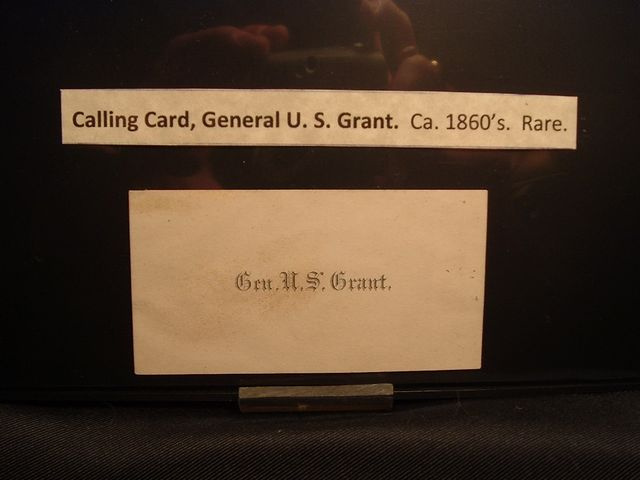 Calling Card, General U. S. Grant. Ca. 1860's. Rare.
Gen. U. S. Grant.